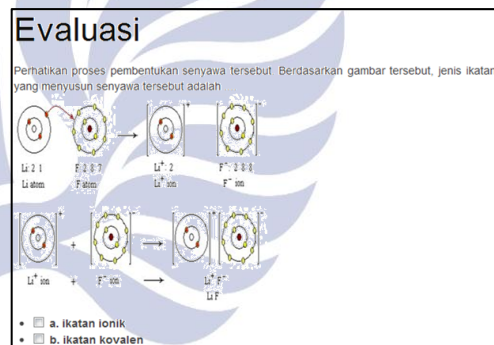 Evaluasi
Perhatikan proses pembentukan senyawa tersebut. Berdasarkan gambar tersebut, jenis ikatan
yang menyusun senyawa tersebut adalah
Li: 2 1 F 2 8 7 Li⁺: 2 F⁻: 2 8 8
Li atom F atom Li⁺ ion F⁻ ion
Li⁺ ion + F⁻ ion Li⁺ F⁻
Li F
a. ikatan ionik
b. ikatan kovalen